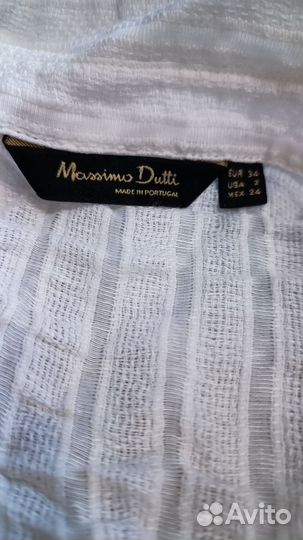 Massimo Dutti
MADE IN PORTUGAL
EUR 34
USA 2
MEX 24
Avito